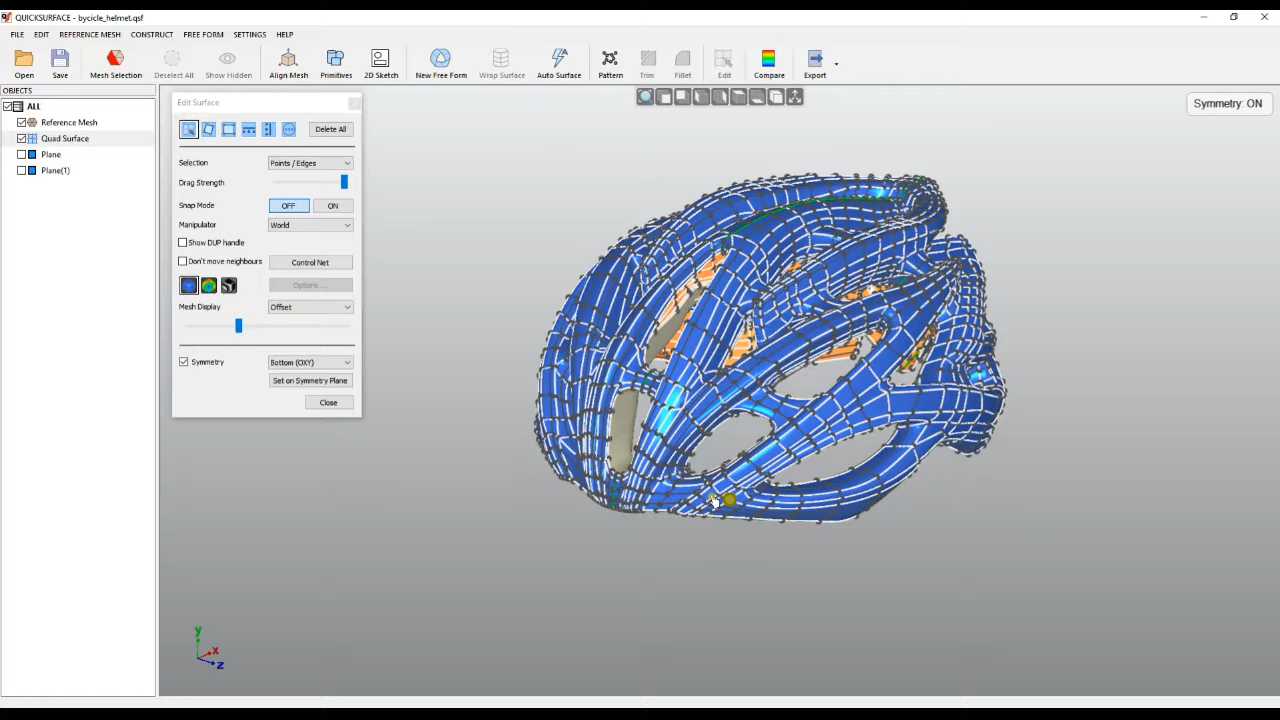 QUICKSURFACE - bycicle_helmet.qsf
FILE EDIT REFERENCE MESH CONSTRUCT FREE FORM SETTINGS HELP
Open Save Mesh Selection Deselect All Show Hidden Align Mesh Primitives 2D Sketch New Free Form Wrap Surface Auto Surface Pattern Trim Fillet Edit Compare Export
OBJECTS
ALL
Reference Mesh
Quad Surface
Plane
Plane(1)
Edit Surface
Delete All
Selection Points / Edges
Drag Strength
Snap Mode OFF ON
Manipulator World
Show DUP handle
Don't move neighbours Control Net
Options ...
Mesh Display Offset
Symmetry Bottom (OXY)
Set on Symmetry Plane
Close
Symmetry: ON
y
x
z